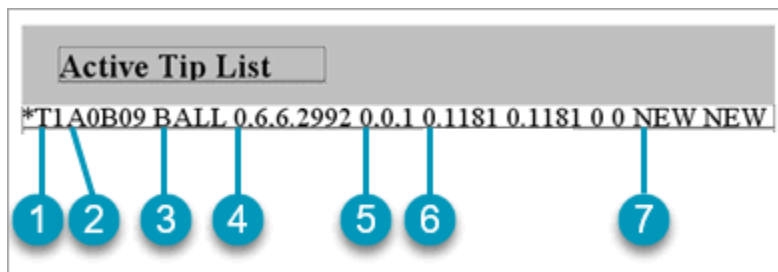 Active Tip List
*T1A0B09 BALL 0,6,6.2992 0,0,1 0.1181 0.1181 0 0 NEW NEW
1 2 3 4 5 6 7